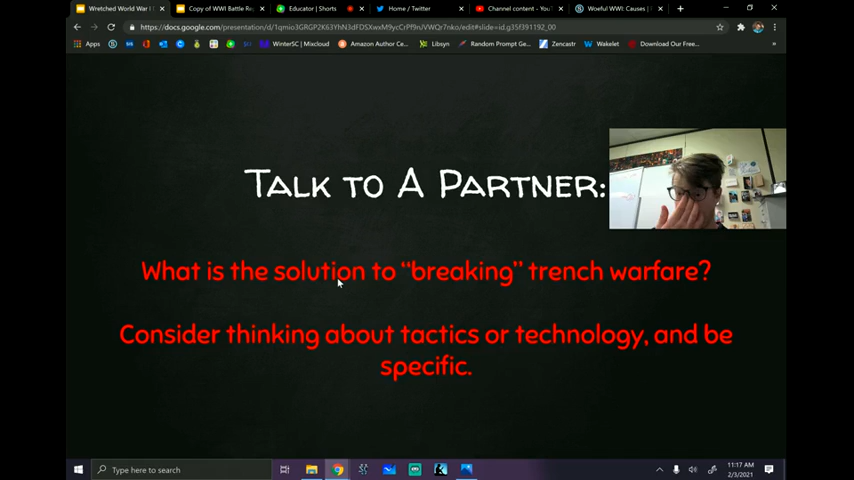 Wretched World War I
Copy of WWI Battle Re
Educator | Shorts
Home / Twitter
Channel content - You
Woeful WWI: Causes |
https://docs.google.com/presentation/d/1qmio3GRGP2K63YhN3dFDSXwxM9ycCrPf9nJVWQr7nko/edit#slide=id.g35f391192_00
Apps
WinterSC | Mixcloud
Amazon Author Ce...
Libsyn
Random Prompt Ge...
Zencastr
Wakelet
Download Our Free...
Talk to A Partner:
What is the solution to “breaking” trench warfare?
Consider thinking about tactics or technology, and be
specific.
Type here to search
11:17 AM
2/3/2021